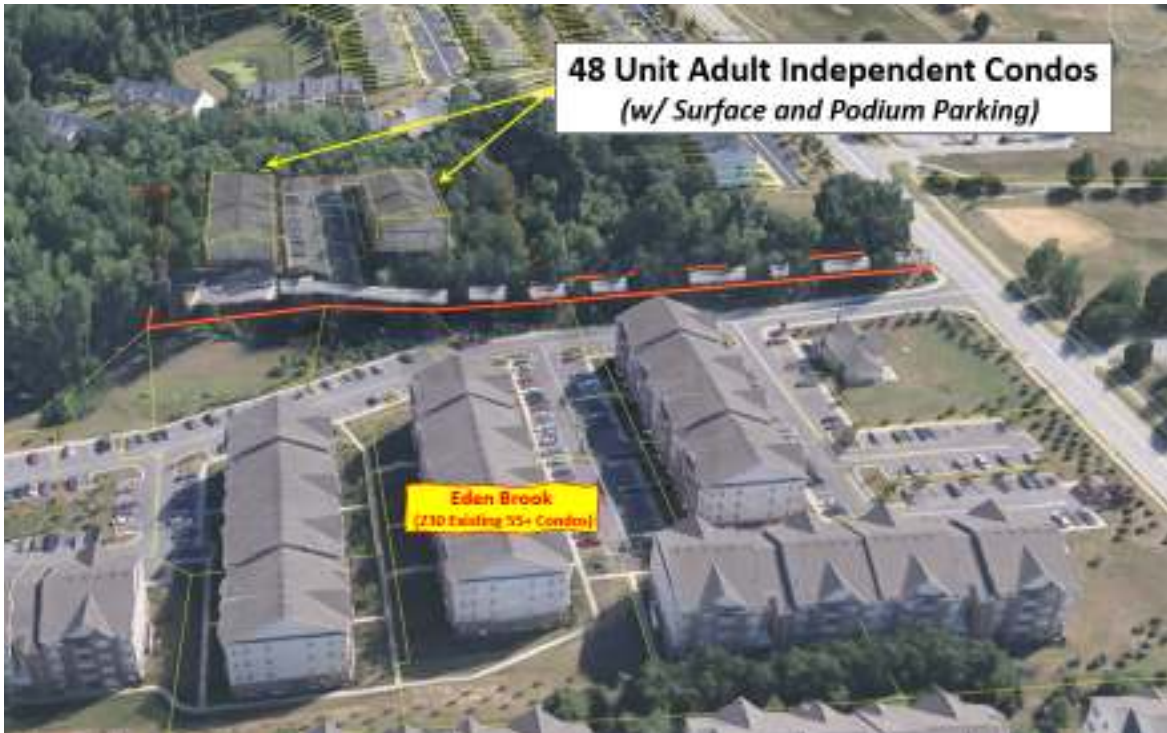 48 Unit Adult Independent Condos
(w/ Surface and Podium Parking)
Eden Brook
(230 Existing 55+ Condos)